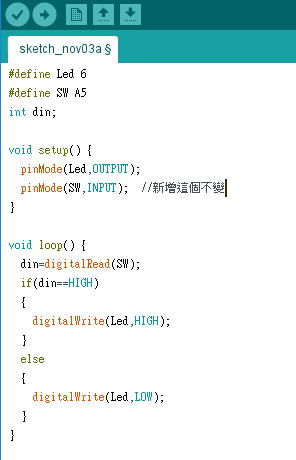 sketch_nov03a §
#define Led 6
#define SW A5
int din;
void setup() {
pinMode(Led,OUTPUT);
pinMode(SW,INPUT); //新增這個不變
}
void loop() {
din=digitalRead(SW);
if(din==HIGH)
{
digitalWrite(Led,HIGH);
}
else
{
digitalWrite(Led,LOW);
}
}